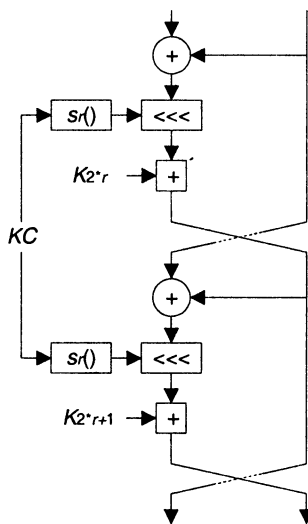 +
sr() <<<
K2*r +
KC
+
sr() <<<
K2*r+1 +